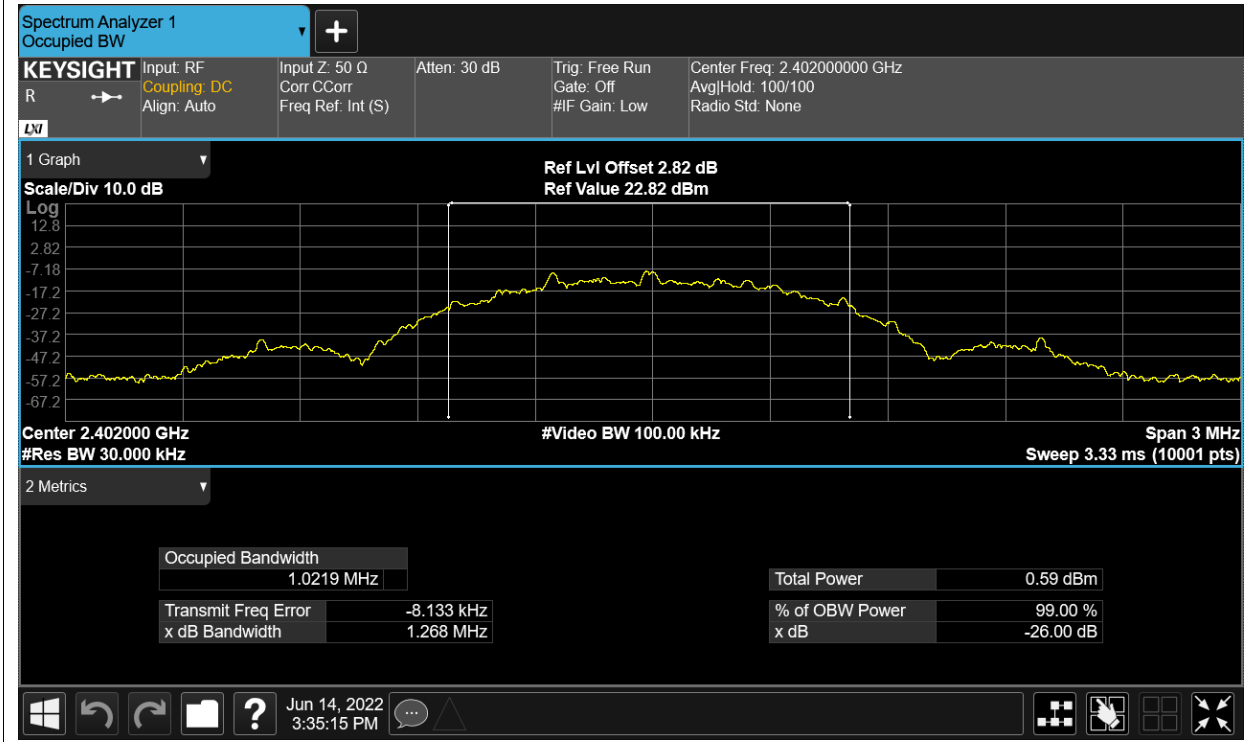 Spectrum Analyzer 1
Occupied BW
KEYSIGHT
R
LXI
Input: RF
Coupling: DC
Align: Auto
Input Z: 50 Ω
Corr CCorr
Freq Ref: Int (S)
Atten: 30 dB
Trig: Free Run
Gate: Off
#IF Gain: Low
Center Freq: 2.402000000 GHz
Avg|Hold: 100/100
Radio Std: None
1 Graph
Scale/Div 10.0 dB
Ref Lvl Offset 2.82 dB
Ref Value 22.82 dBm
Log
12.8
2.82
-7.18
-17.2
-27.2
-37.2
-47.2
-57.2
-67.2
Center 2.402000 GHz
#Video BW 100.00 kHz
Span 3 MHz
#Res BW 30.000 kHz
Sweep 3.33 ms (10001 pts)
2 Metrics
Occupied Bandwidth
1.0219 MHz
Total Power 0.59 dBm
Transmit Freq Error -8.133 kHz
% of OBW Power 99.00 %
x dB Bandwidth 1.268 MHz
x dB -26.00 dB
?
Jun 14, 2022
3:35:15 PM